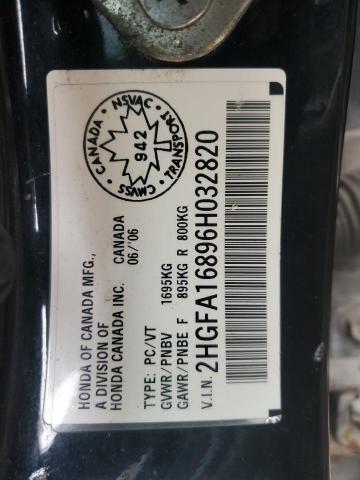 HONDA OF CANADA MFG., CANADA
A DIVISION OF 06/'06
HONDA CANADA INC.
CANADA
NSVAC
TRANSPORT
CMVSS
942
TYPE: PC/VT
GVWR/PNBV 1695KG
GAWR/PNBE F 895KG R 800KG
V.I.N. 2HGFA16896H032820